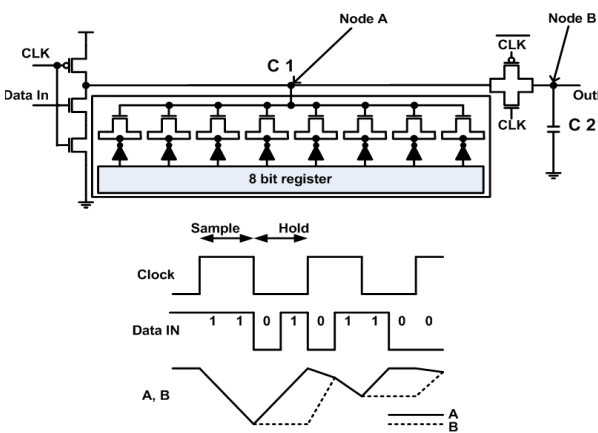 Node A
Node B
CLK
C 1
CLK
Data In
Outp
CLK
C 2
8 bit register
Sample
Hold
Clock
Data IN
1 1 0 1 0 1 1 0 0
A, B
A
B